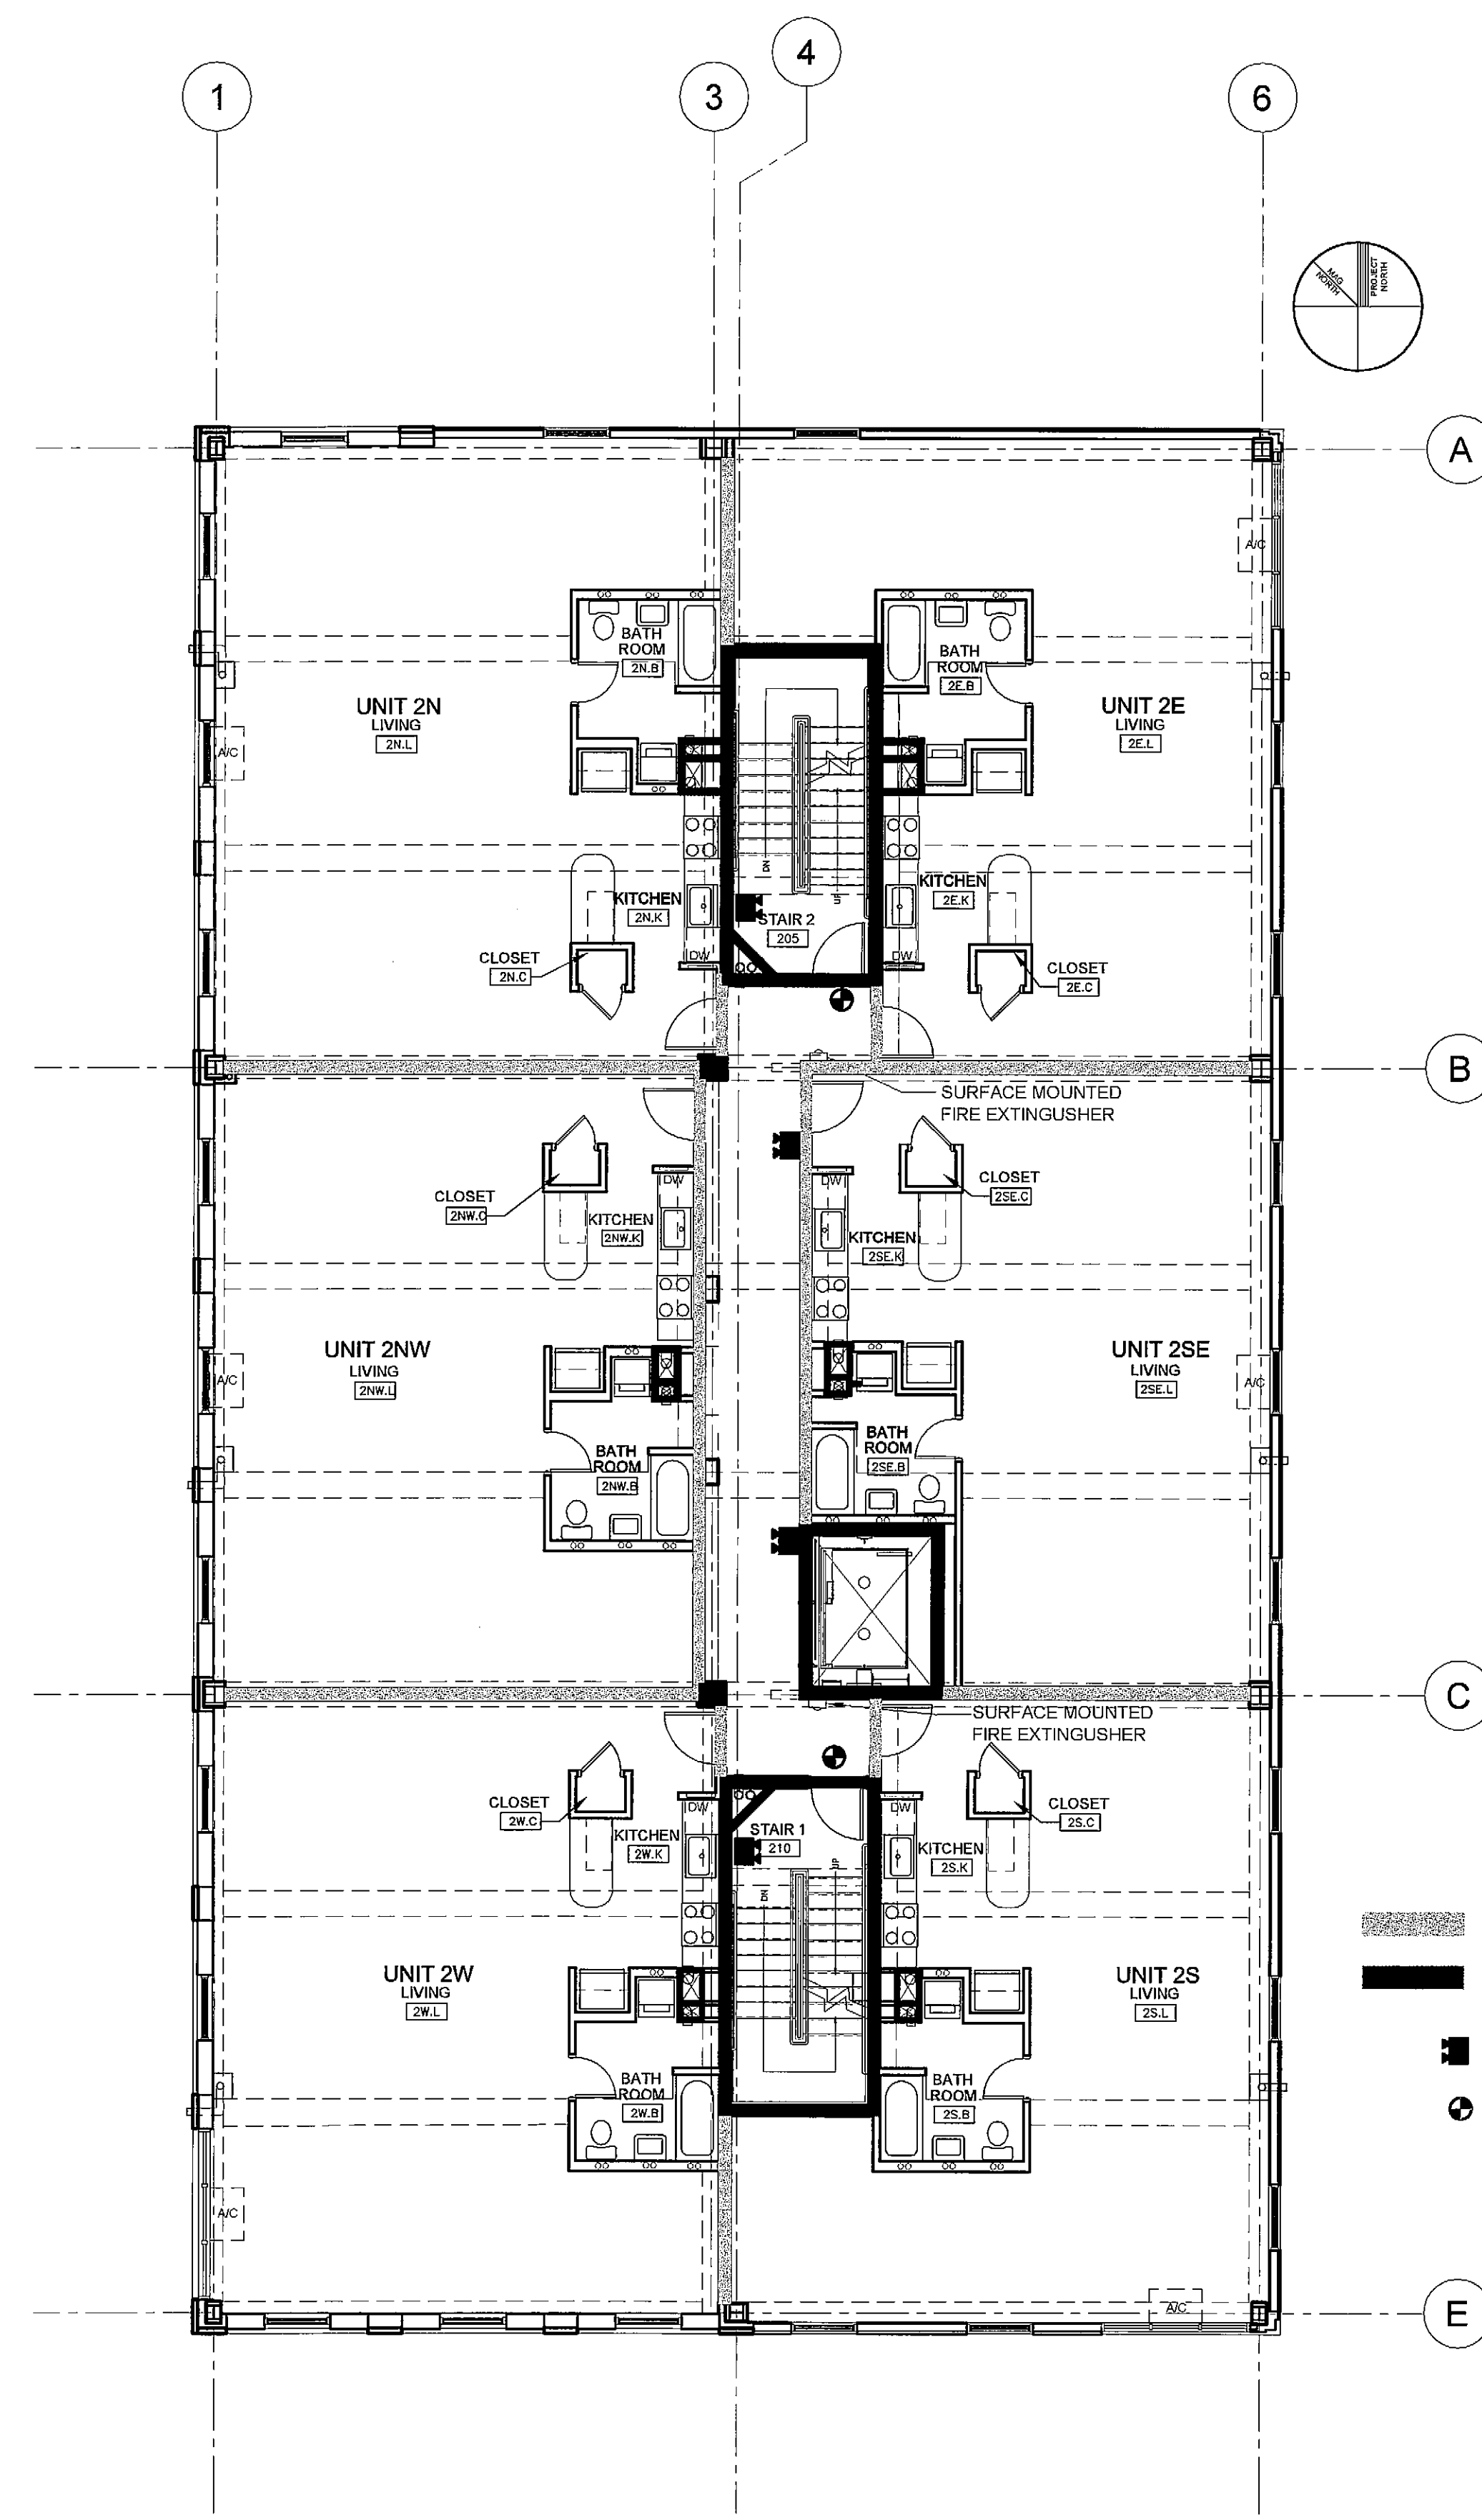 4
1
3
6
MAG
NORTH
PROJECT
NORTH
A
A/C
BATH
ROOM
2N.B
BATH
ROOM
2E.B
UNIT 2N
LIVING
2N.L
UNIT 2E
LIVING
2E.L
A/C
DN
UP
KITCHEN
2N.K
KITCHEN
2E.K
STAIR 2
205
CLOSET
2N.C
DW
DW
CLOSET
2E.C
B
SURFACE MOUNTED
FIRE EXTINGUSHER
CLOSET
2NW.C
DW
KITCHEN
2NW.K
DW
CLOSET
2SE.C
KITCHEN
2SE.K
UNIT 2NW
LIVING
2NW.L
UNIT 2SE
LIVING
2SE.L
A/C
A/C
BATH
ROOM
2NW.B
BATH
ROOM
2SE.B
C
SURFACE MOUNTED
FIRE EXTINGUSHER
CLOSET
2W.C
DW
KITCHEN
2W.K
STAIR 1
210
DW
KITCHEN
2S.K
CLOSET
2S.C
DN
UP
UNIT 2W
LIVING
2W.L
UNIT 2S
LIVING
2S.L
BATH
ROOM
2W.B
BATH
ROOM
2S.B
A/C
A/C
E